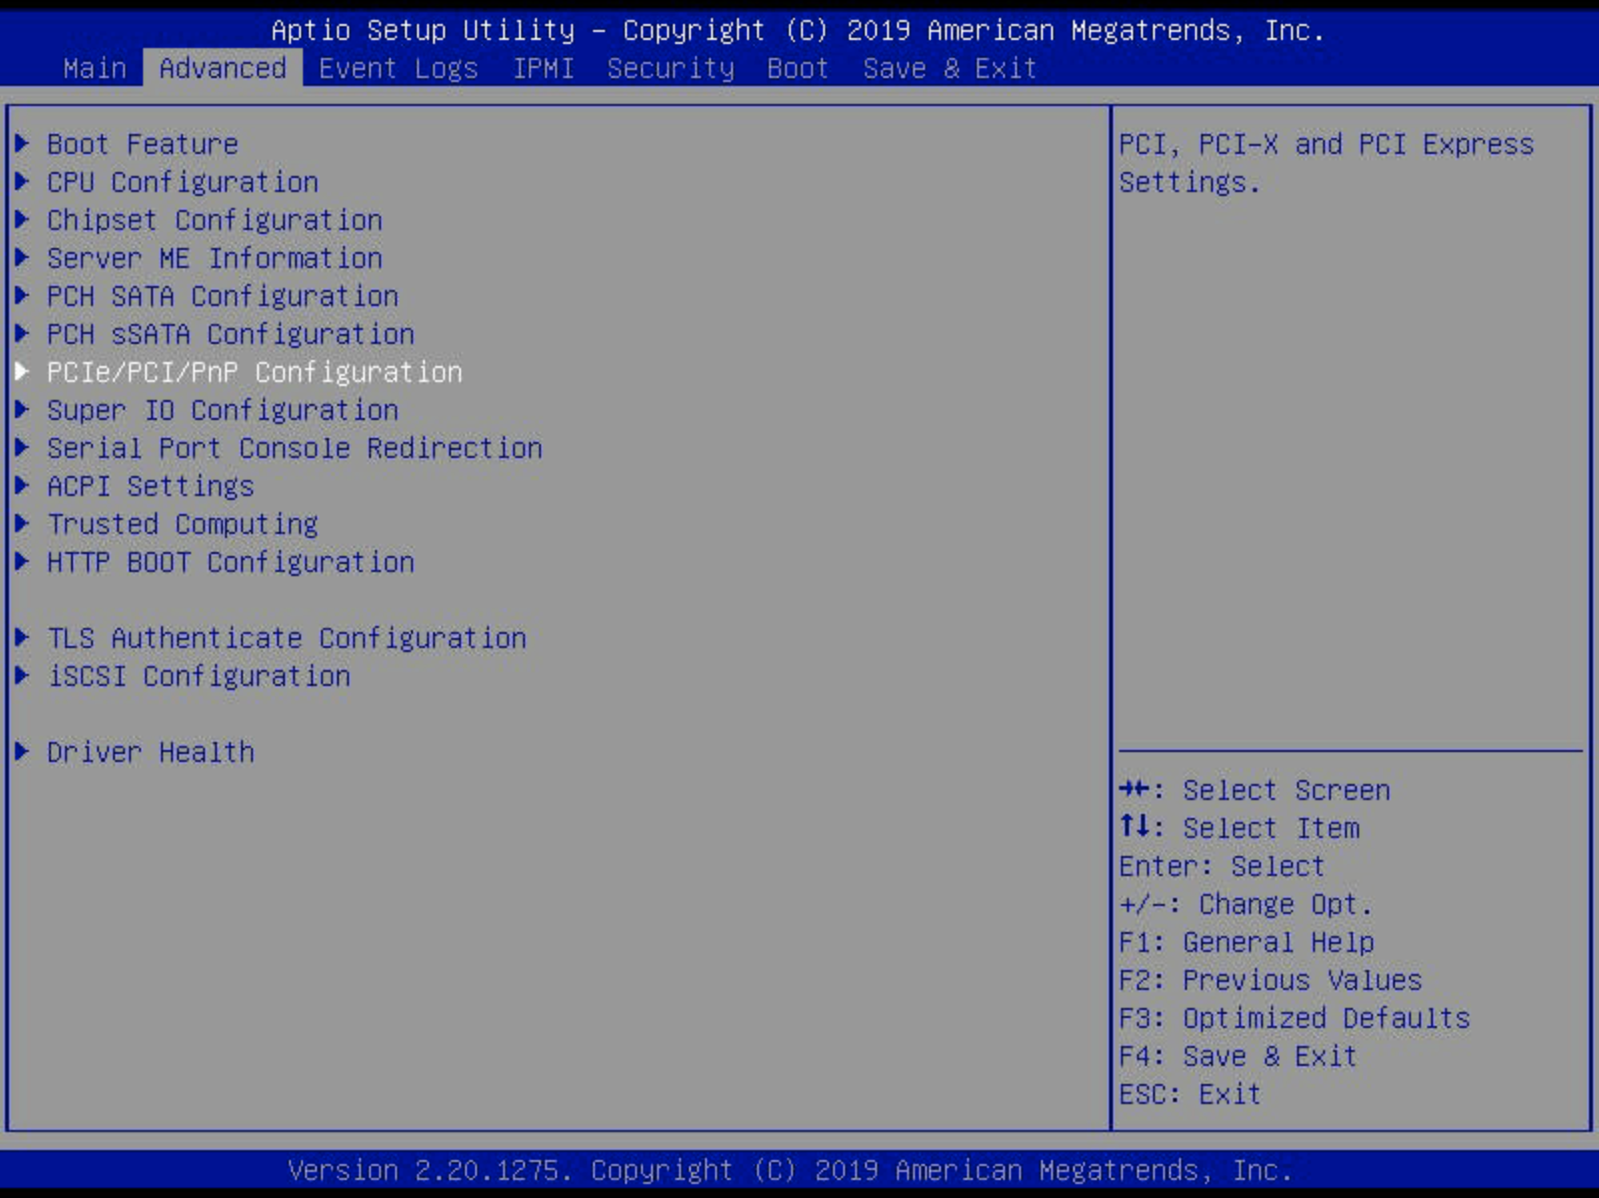 Aptio Setup Utility – Copyright (C) 2019 American Megatrends, Inc.
Main Advanced Event Logs IPMI Security Boot Save & Exit
Boot Feature
CPU Configuration
Chipset Configuration
Server ME Information
PCH SATA Configuration
PCH sSATA Configuration
PCIe/PCI/PnP Configuration
Super IO Configuration
Serial Port Console Redirection
ACPI Settings
Trusted Computing
HTTP BOOT Configuration
TLS Authenticate Configuration
iSCSI Configuration
Driver Health
PCI, PCI-X and PCI Express
Settings.
→←: Select Screen
↑↓: Select Item
Enter: Select
+/-: Change Opt.
F1: General Help
F2: Previous Values
F3: Optimized Defaults
F4: Save & Exit
ESC: Exit
Version 2.20.1275. Copyright (C) 2019 American Megatrends, Inc.